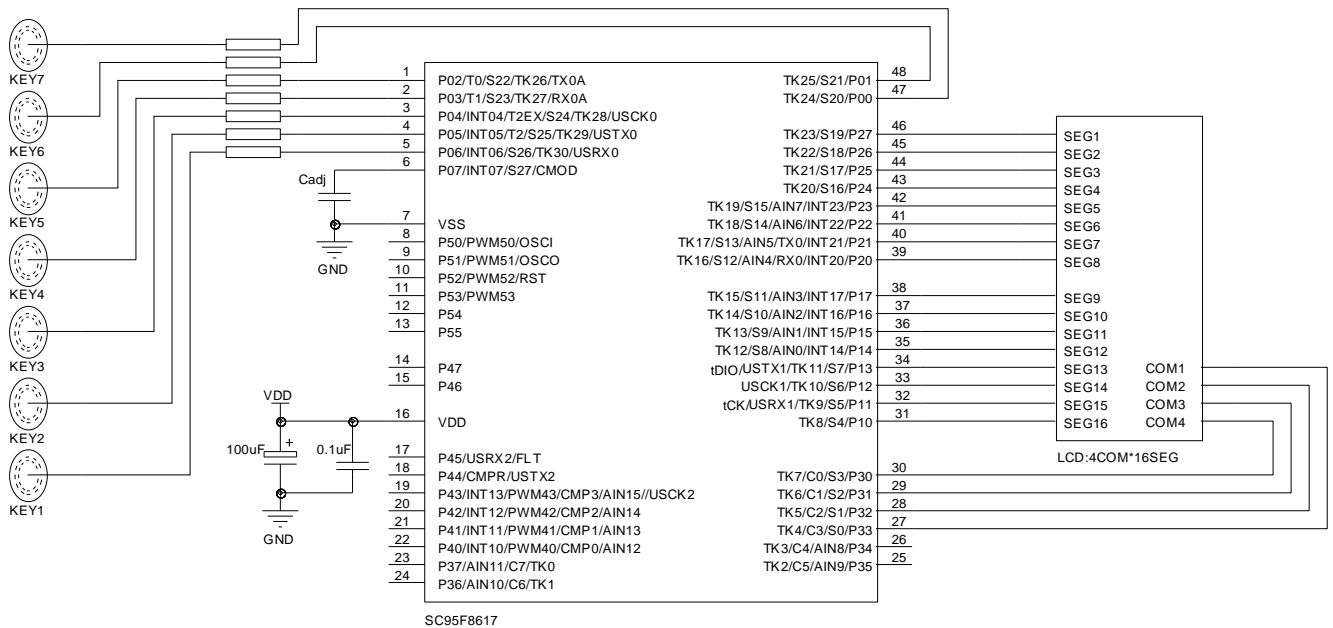 KEY7
KEY6
KEY5
KEY4
KEY3
KEY2
KEY1
Cadj
GND
VDD
100uF
+
0.1uF
GND
1 P02/T0/S22/TK26/TX0A
2 P03/T1/S23/TK27/RX0A
3 P04/INT04/T2EX/S24/TK28/USCK0
4 P05/INT05/T2/S25/TK29/USTX0
5 P06/INT06/S26/TK30/USRX0
6 P07/INT07/S27/CMOD
7 VSS
8 P50/PWM50/OSCI
9 P51/PWM51/OSCO
10 P52/PWM52/RST
11 P53/PWM53
12 P54
13 P55
14 P47
15 P46
16 VDD
17 P45/USRX2/FLT
18 P44/CMPR/USTX2
19 P43/INT13/PWM43/CMP3/AIN15//USCK2
20 P42/INT12/PWM42/CMP2/AIN14
21 P41/INT11/PWM41/CMP1/AIN13
22 P40/INT10/PWM40/CMP0/AIN12
23 P37/AIN11/C7/TK0
24 P36/AIN10/C6/TK1
TK25/S21/P01 48
TK24/S20/P00 47
TK23/S19/P27 46
TK22/S18/P26 45
TK21/S17/P25 44
TK20/S16/P24 43
TK19/S15/AIN7/INT23/P23 42
TK18/S14/AIN6/INT22/P22 41
TK17/S13/AIN5/TX0/INT21/P21 40
TK16/S12/AIN4/RX0/INT20/P20 39
TK15/S11/AIN3/INT17/P17 38
TK14/S10/AIN2/INT16/P16 37
TK13/S9/AIN1/INT15/P15 36
TK12/S8/AIN0/INT14/P14 35
tDIO/USTX1/TK11/S7/P13 34
USCK1/TK10/S6/P12 33
tCK/USRX1/TK9/S5/P11 32
TK8/S4/P10 31
TK7/C0/S3/P30 30
TK6/C1/S2/P31 29
TK5/C2/S1/P32 28
TK4/C3/S0/P33 27
TK3/C4/AIN8/P34 26
TK2/C5/AIN9/P35 25
SC95F8617
SEG1
SEG2
SEG3
SEG4
SEG5
SEG6
SEG7
SEG8
SEG9
SEG10
SEG11
SEG12
SEG13 COM1
SEG14 COM2
SEG15 COM3
SEG16 COM4
LCD:4COM*16SEG